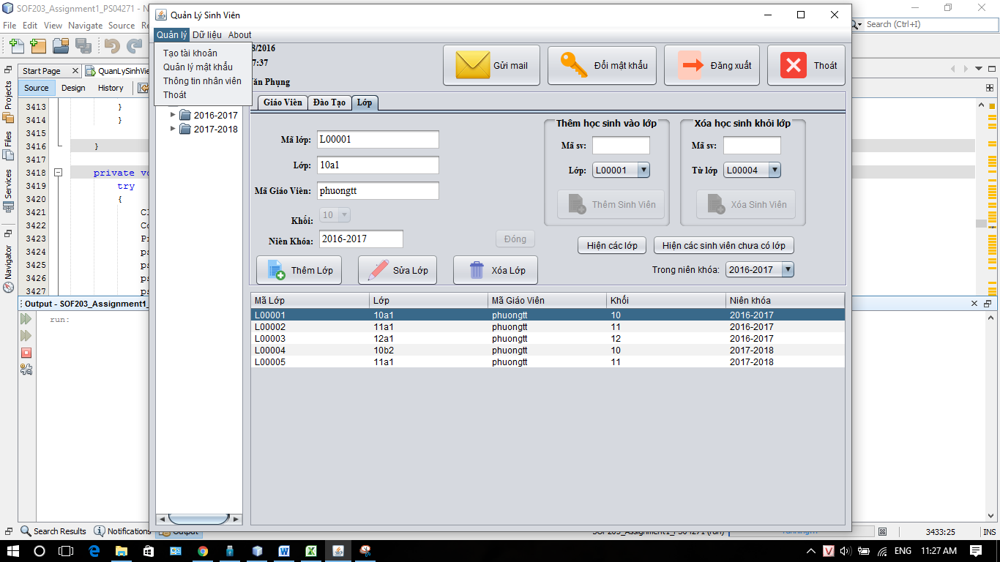 SOF203_Assignment1_PS04271 - N
File Edit View Navigate Source
Search (Ctrl+I)
Quản Lý Sinh Viên
Quản lý Dữ liệu About
Tạo tài khoản
Quản lý mật khẩu
Thông tin nhân viên
Thoát
8/2016
7:37
Văn Phụng
Gửi mail
Đổi mật khẩu
Đăng xuất
Thoát
Start Page
QuanLySinhVie
Source Design History
Projects
Files
Services
Navigator
2016-2017
2017-2018
Giáo Viên Đào Tạo Lớp
Mã lớp: L00001
Lớp: 10a1
Mã Giáo Viên: phuongtt
Khối: 10
Niên Khóa: 2016-2017
Đóng
Thêm Lớp
Sửa Lớp
Xóa Lớp
Thêm học sinh vào lớp
Mã sv:
Lớp: L00001
Thêm Sinh Viên
Xóa học sinh khỏi lớp
Mã sv:
Từ lớp L00004
Xóa Sinh Viên
Hiện các lớp
Hiện các sinh viên chưa có lớp
Trong niên khóa: 2016-2017
Mã Lớp Lớp Mã Giáo Viên Khối Niên khóa
L00001 10a1 phuongtt 10 2016-2017
L00002 11a1 phuongtt 11 2016-2017
L00003 12a1 phuongtt 12 2016-2017
L00004 10b2 phuongtt 10 2017-2018
L00005 11a1 phuongtt 11 2017-2018
3413 }
3414 }
3415
3416 }
3417
3418 private vo
3419 try
3420 {
3421 Cl
3422 Co
3423 Pr
3424 ps
3425 ps
3426 ps
3427 ps
Output - SOF203_Assignment1_
run:
Search Results
Notifications
Output
SOF203_Assignment1_PS04271 (run)
running...
3433:25
INS
ENG
11:27 AM